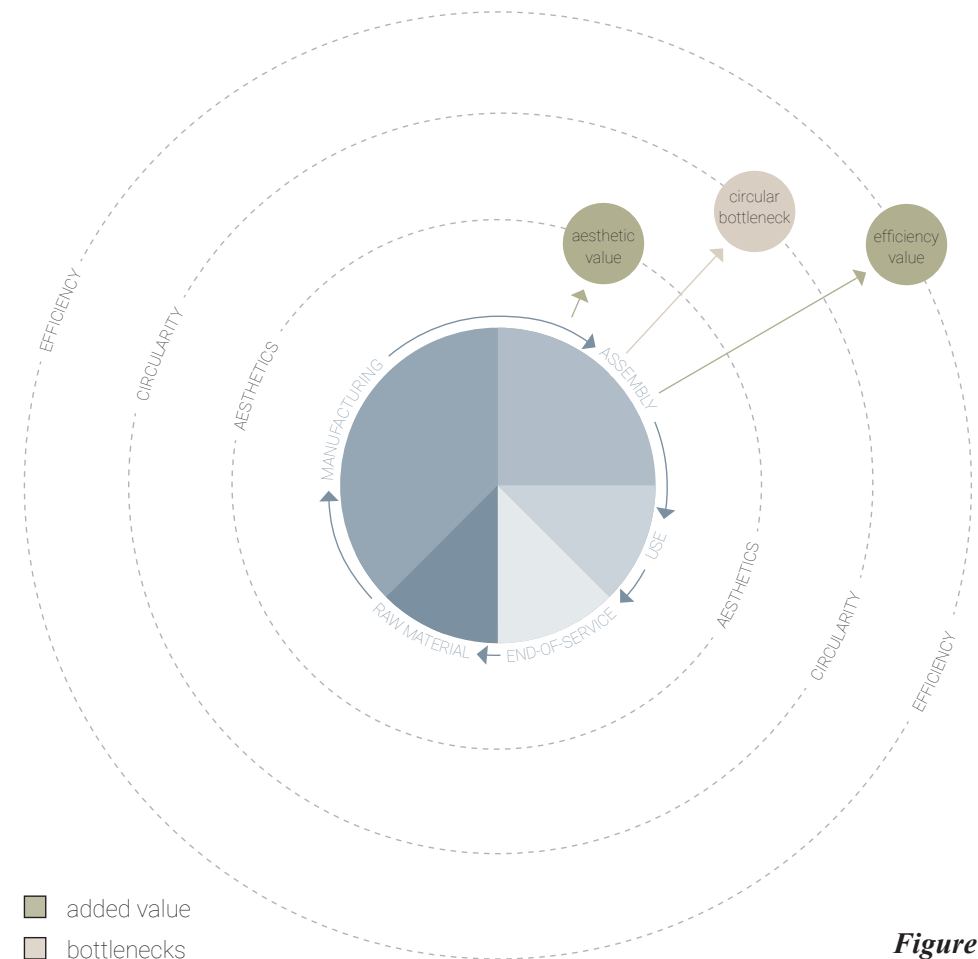 circular
bottleneck
aesthetic
value
efficiency
value
EFFICIENCY
CIRCULARITY
AESTHETICS
MANUFACTURING
ASSEMBLY
USE
END-OF-SERVICE
RAW MATERIAL
AESTHETICS
CIRCULARITY
EFFICIENCY
added value
bottlenecks
Figure